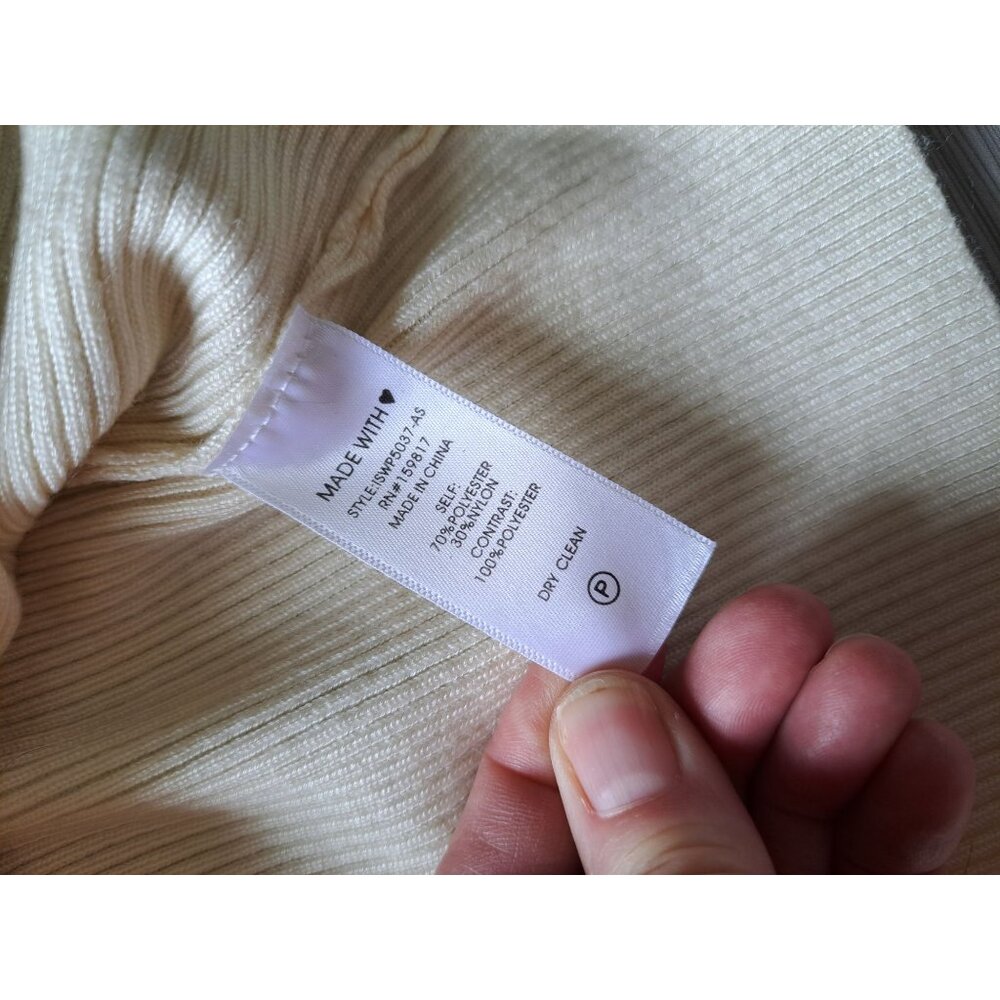 MADE WITH ♥
STYLE:ISWP5037-AS
RN#159817
MADE IN CHINA
SELF:
70%POLYESTER
30%NYLON
CONTRAST:
100%POLYESTER
DRY CLEAN
P